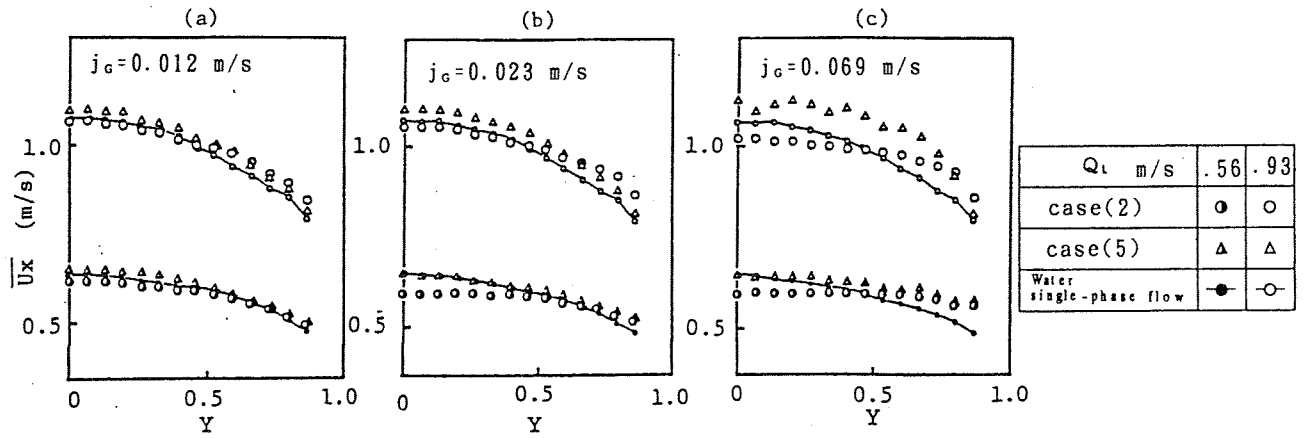 (a) (b) (c)
jG=0.012 m/s
jG=0.023 m/s
jG=0.069 m/s
1.0
0.5
Ux (m/s)
0 0.5 1.0
Y
1.0
0.5
0 0.5 1.0
Y
1.0
0.5
0 0.5 1.0
Y
QL m/s .56 .93
case(2)
case(5)
Water
single-phase flow